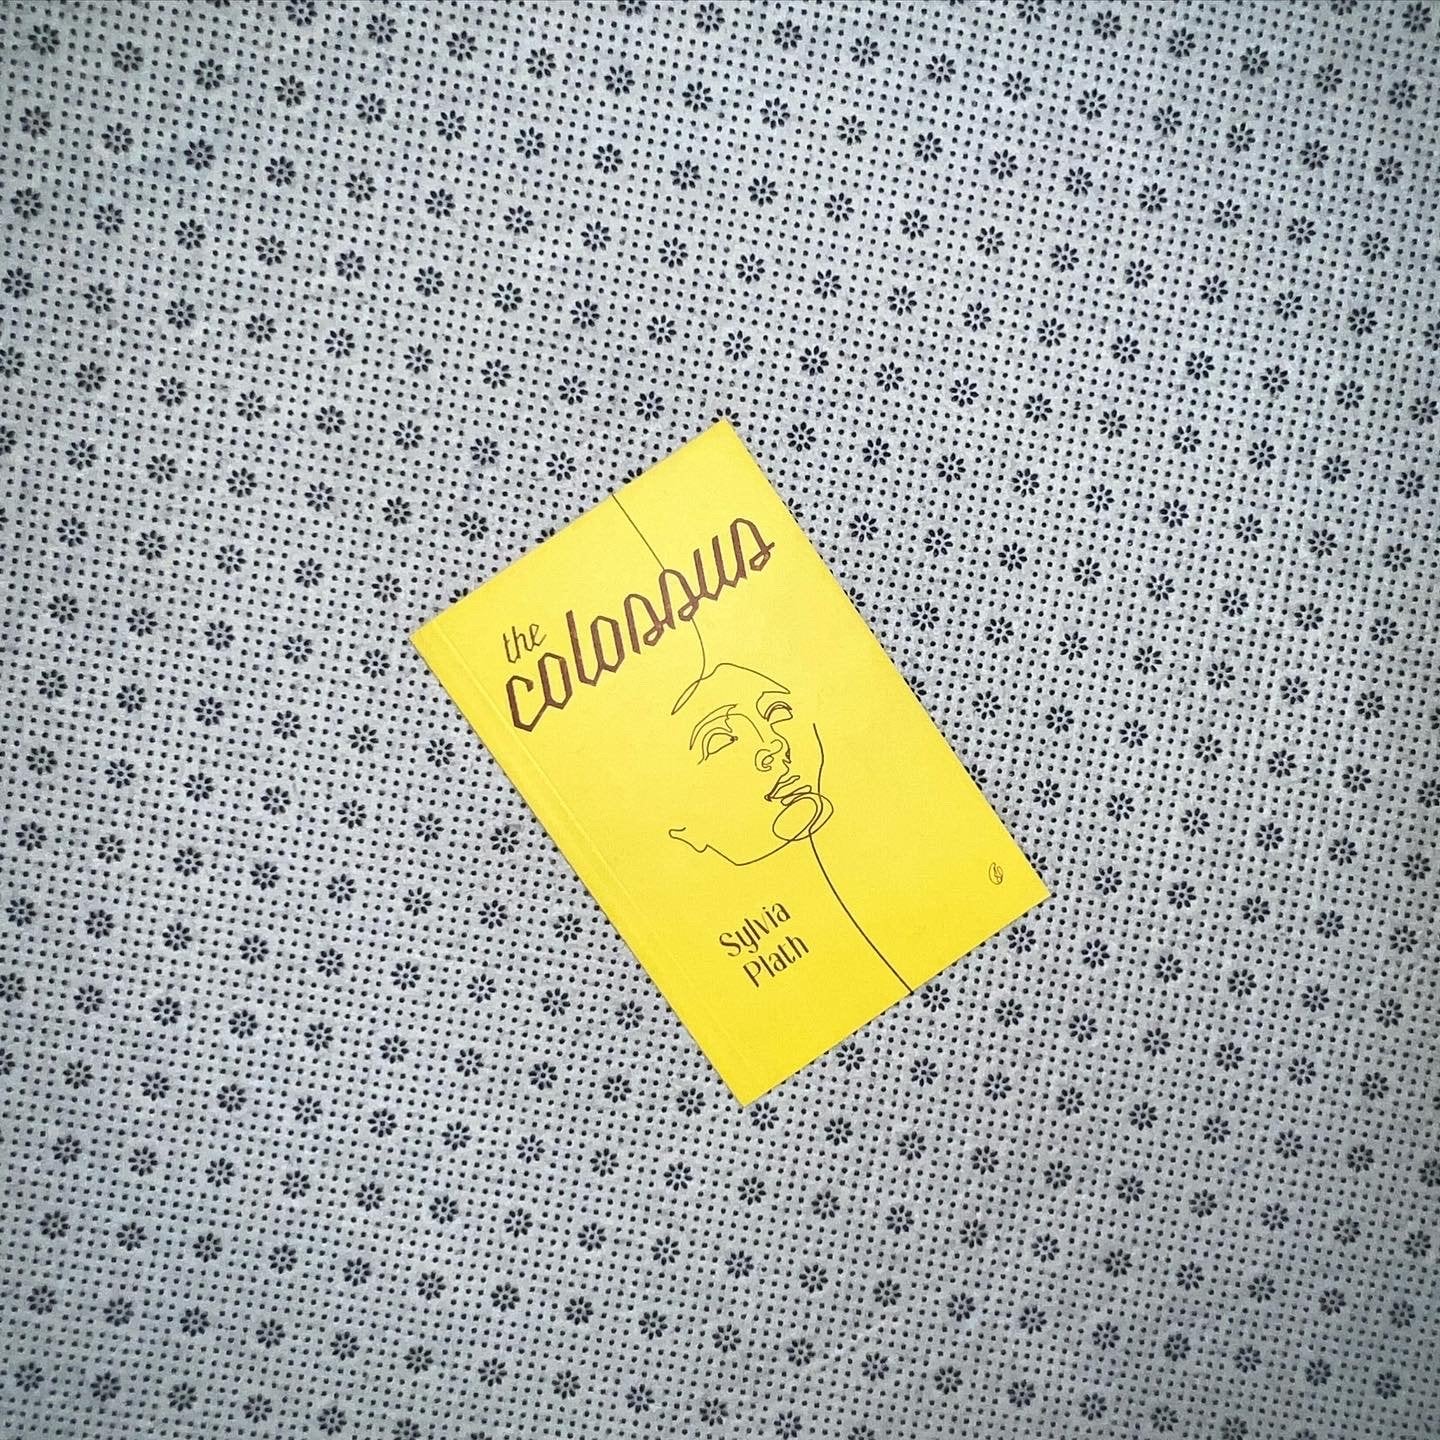 the
colossus
Sylvia
Plath